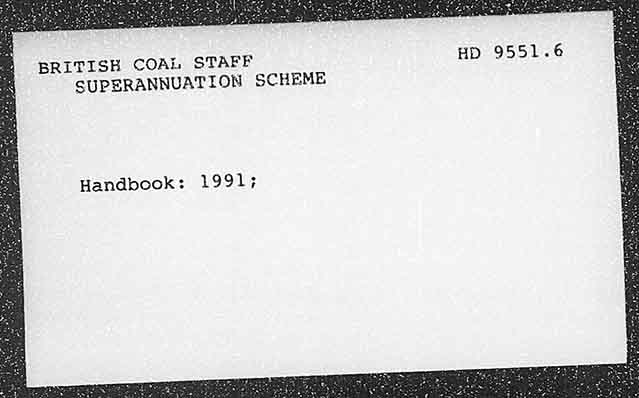 BRITISH COAL STAFF HD 9551.6
SUPERANNUATION SCHEME
Handbook: 1991;